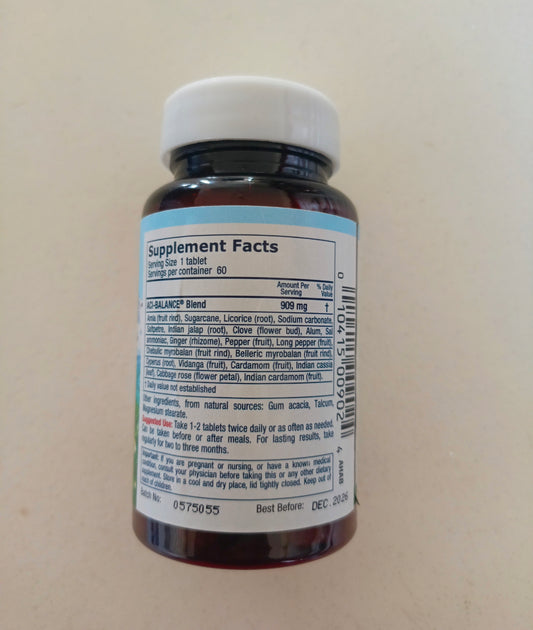 Supplement Facts
Serving Size 1 tablet
Servings per container 60
Amount Per Serving
% Daily Value
ACI-BALANCE® Blend 909 mg †
Amla (fruit rind), Sugarcane, Licorice (root), Sodium carbonate,
Saltpetre, Indian jalap (root), Clove (flower bud), Alum, Sal
ammoniac, Ginger (rhizome), Pepper (fruit), Long pepper (fruit),
Chebulic myrobalan (fruit rind), Belleric myrobalan (fruit rind),
Cyperus (root), Vidanga (fruit), Cardamom (fruit), Indian cassia
(leaf), Cabbage rose (flower petal), Indian cardamom (fruit).
† Daily value not established
Other ingredients, from natural sources: Gum acacia, Talcum,
Magnesium stearate.
Suggested Use: Take 1-2 tablets twice daily or as often as needed.
Can be taken before or after meals. For lasting results, take
regularly for two to three months.
Important: If you are pregnant or nursing, or have a known medical
condition, consult your physician before taking this or any other dietary
supplement. Store in a cool and dry place, lid tightly closed. Keep out of
reach of children.
Batch No: 0575055 Best Before: DEC. 2026
0 10415 00902 4